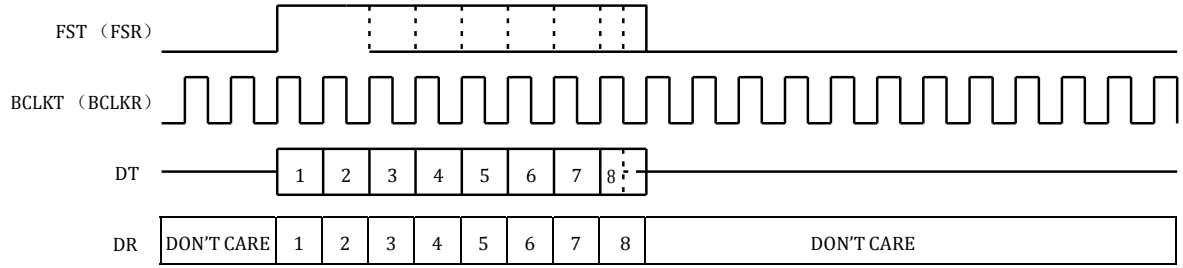 FST （FSR）
BCLKT （BCLKR）
DT 1 2 3 4 5 6 7 8
DR DON'T CARE 1 2 3 4 5 6 7 8 DON'T CARE